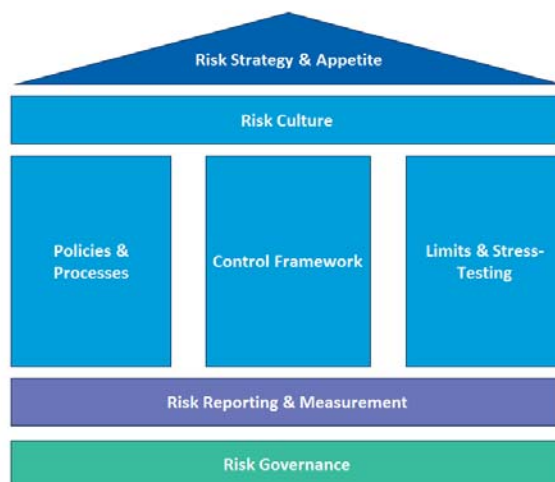 Risk Strategy & Appetite
Risk Culture
Policies &
Processes
Control Framework
Limits & Stress-
Testing
Risk Reporting & Measurement
Risk Governance